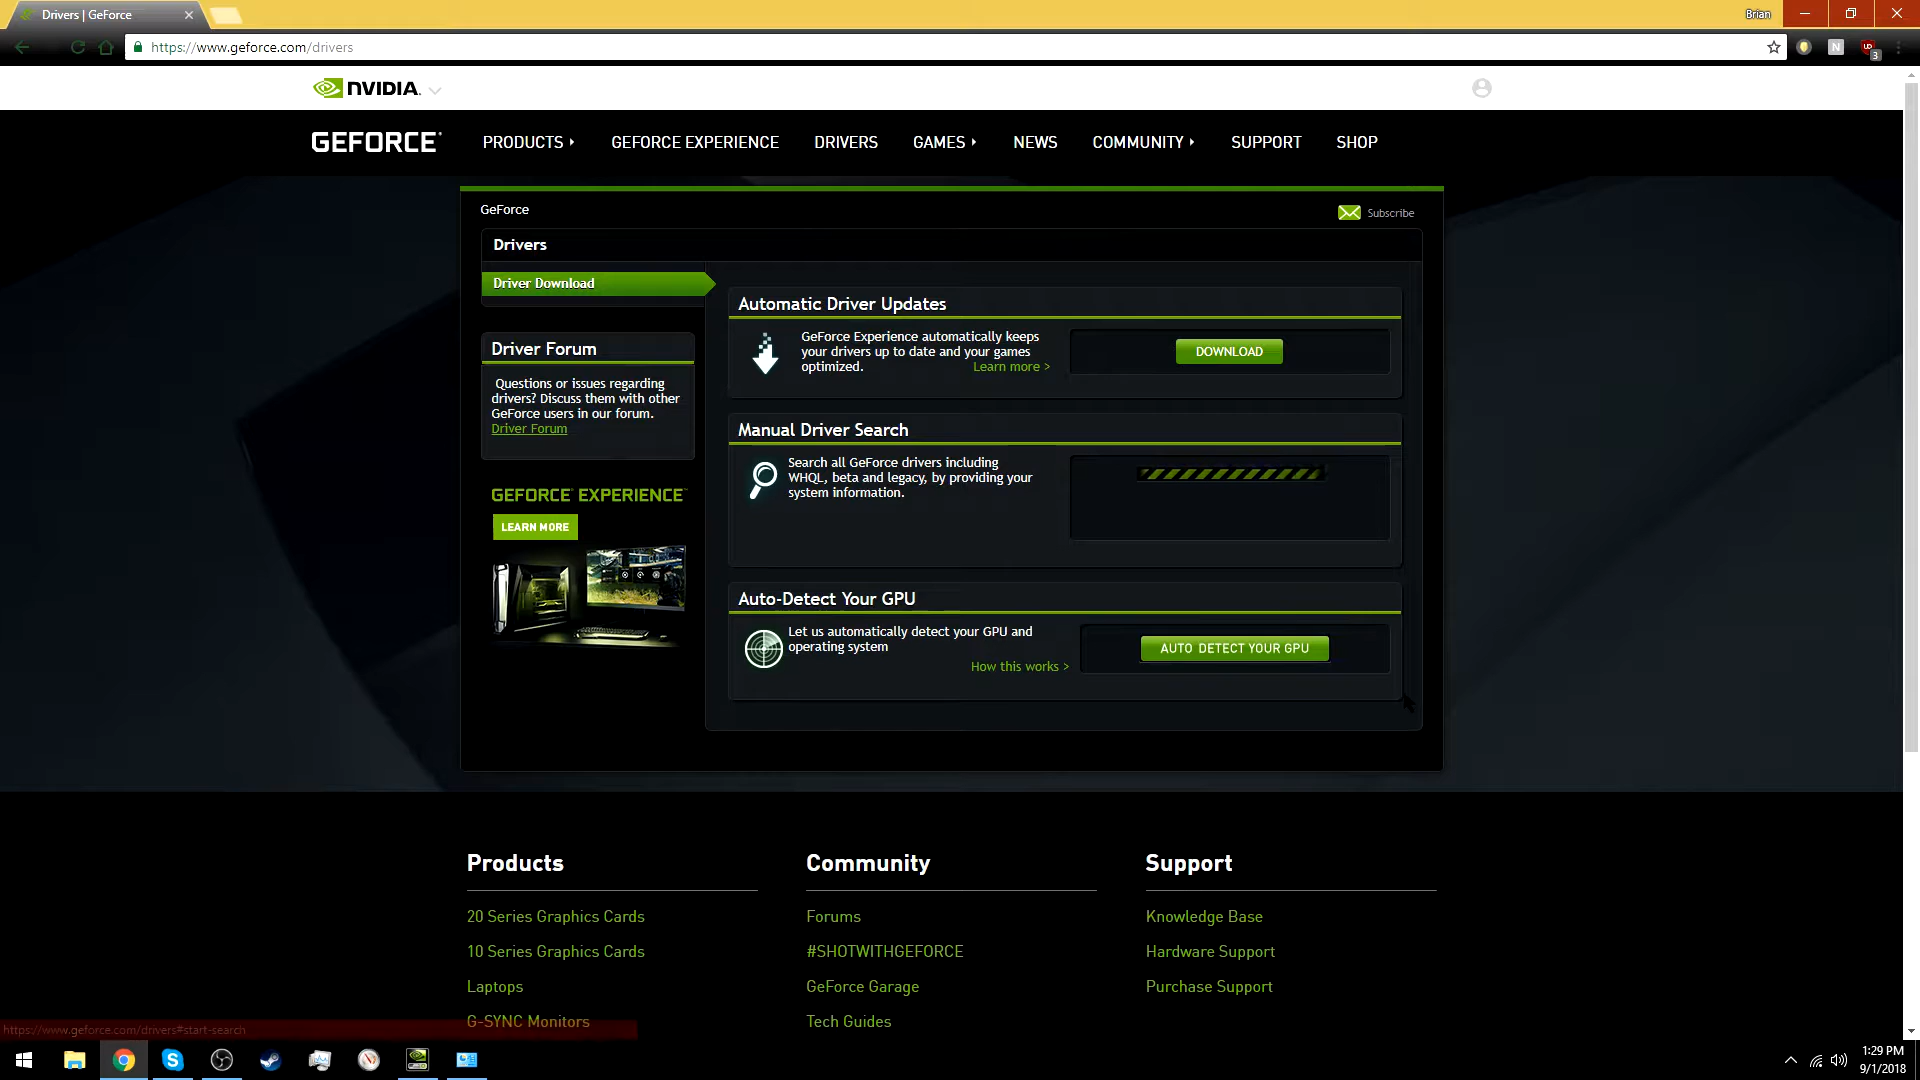 Drivers | GeForce
Brian
https://www.geforce.com/drivers
N
3
NVIDIA.
GEFORCE
PRODUCTS
GEFORCE EXPERIENCE
DRIVERS
GAMES
NEWS
COMMUNITY
SUPPORT
SHOP
GeForce
Subscribe
Drivers
Driver Download
Automatic Driver Updates
GeForce Experience automatically keeps
your drivers up to date and your games
optimized.
Learn more >
DOWNLOAD
Driver Forum
Questions or issues regarding
drivers? Discuss them with other
GeForce users in our forum.
Driver Forum
Manual Driver Search
Search all GeForce drivers including
WHQL, beta and legacy, by providing your
system information.
GEFORCE EXPERIENCE
LEARN MORE
Auto-Detect Your GPU
Let us automatically detect your GPU and
operating system
How this works >
AUTO DETECT YOUR GPU
Products
20 Series Graphics Cards
10 Series Graphics Cards
Laptops
G-SYNC Monitors
Community
Forums
#SHOTWITHGEFORCE
GeForce Garage
Tech Guides
Support
Knowledge Base
Hardware Support
Purchase Support
https://www.geforce.com/drivers#start-search
1:29 PM
9/1/2018